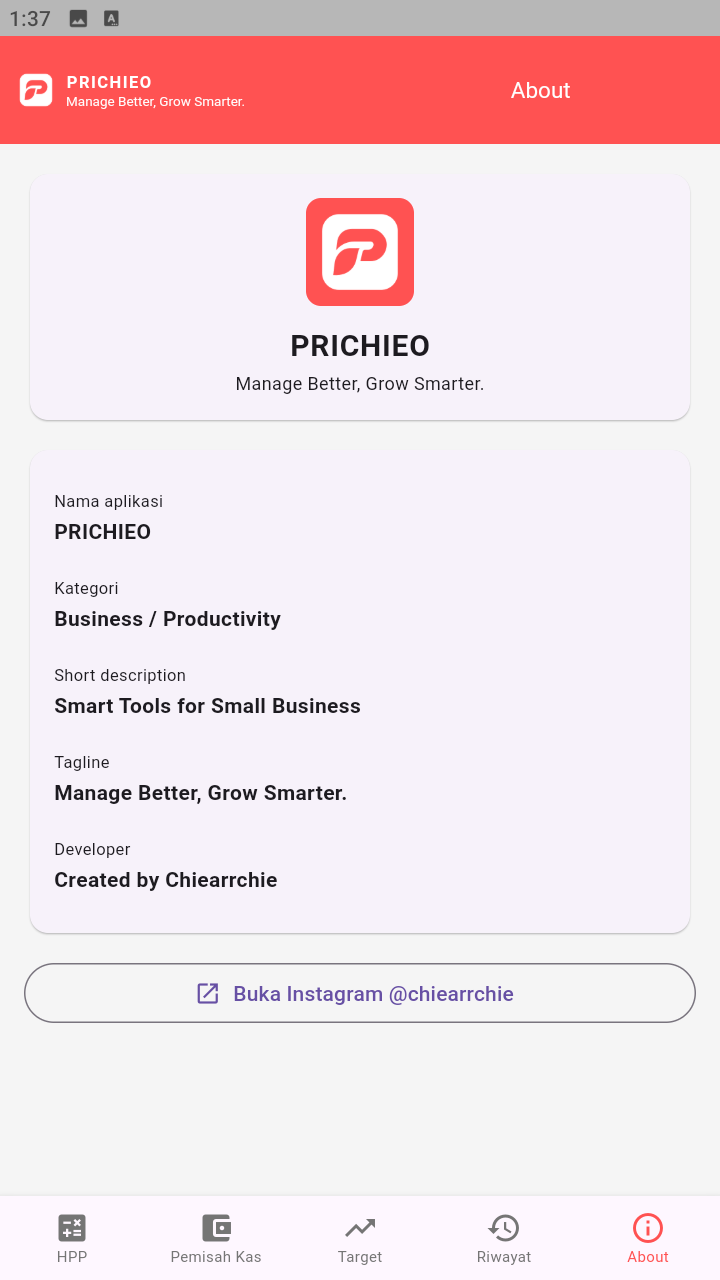 1:37
PRICHIEO
Manage Better, Grow Smarter.
About
PRICHIEO
Manage Better, Grow Smarter.
Nama aplikasi
PRICHIEO
Kategori
Business / Productivity
Short description
Smart Tools for Small Business
Tagline
Manage Better, Grow Smarter.
Developer
Created by Chiearrchie
Buka Instagram @chiearrchie
HPP
Pemisah Kas
Target
Riwayat
About